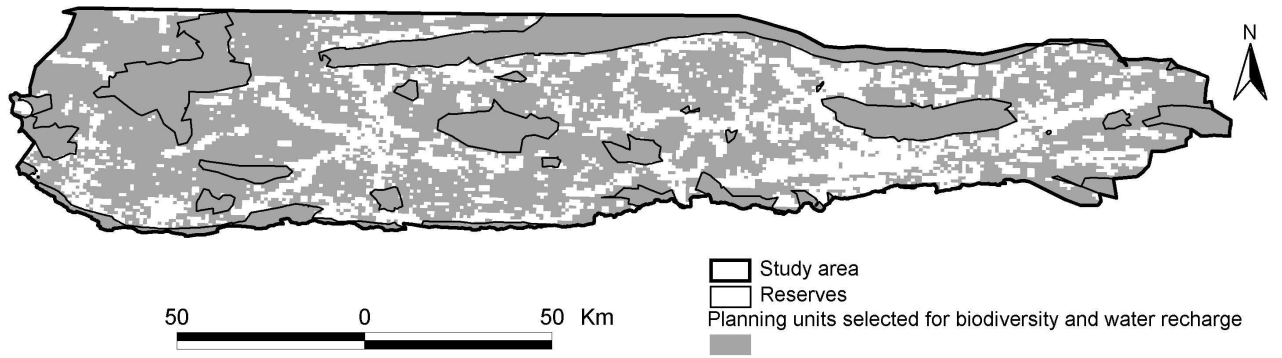 N
Study area
Reserves
Planning units selected for biodiversity and water recharge
50 0 50 Km